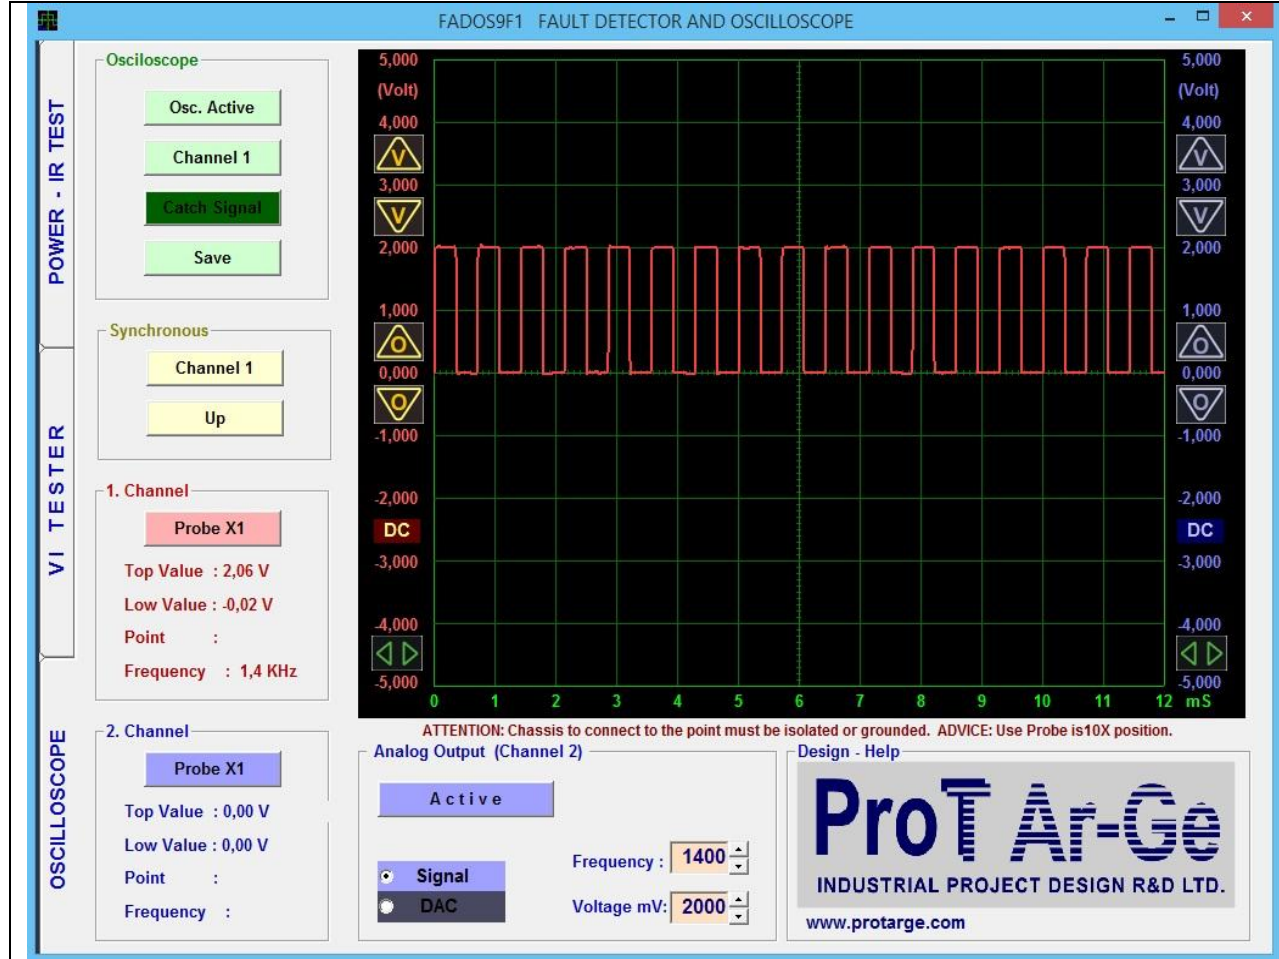 FADOS9F1 FAULT DETECTOR AND OSCILLOSCOPE
POWER - IR TEST
VI TESTER
OSCILLOSCOPE
Osciloscope
Osc. Active
Channel 1
Catch Signal
Save
Synchronous
Channel 1
Up
1. Channel
Probe X1
Top Value : 2,06 V
Low Value : -0,02 V
Point :
Frequency : 1,4 KHz
2. Channel
Probe X1
Top Value : 0,00 V
Low Value : 0,00 V
Point :
Frequency :
5,000
(Volt)
4,000
V
3,000
V
2,000
1,000
O
0,000
O
-1,000
-2,000
DC
-3,000
-4,000
-5,000
5,000
(Volt)
4,000
V
3,000
V
2,000
1,000
O
0,000
O
-1,000
-2,000
DC
-3,000
-4,000
-5,000
0 1 2 3 4 5 6 7 8 9 10 11 12 mS
ATTENTION: Chassis to connect to the point must be isolated or grounded. ADVICE: Use Probe is10X position.
Analog Output (Channel 2)
Active
Signal
DAC
Frequency : 1400
Voltage mV: 2000
Design - Help
ProT Ar-Ge
INDUSTRIAL PROJECT DESIGN R&D LTD.
www.protarge.com